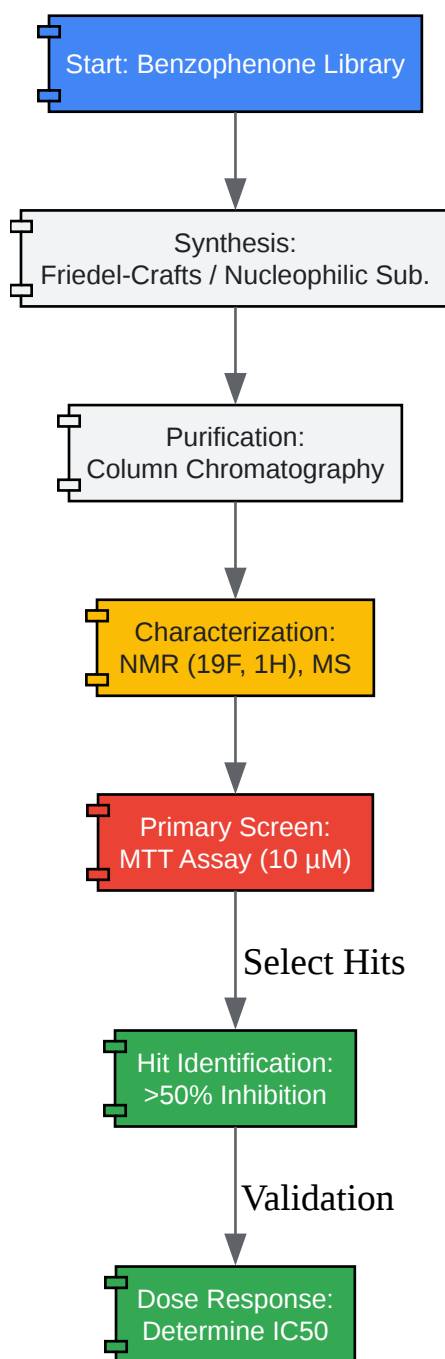 Start: Benzophenone Library
Synthesis:
Friedel-Crafts / Nucleophilic Sub.
Purification:
Column Chromatography
Characterization:
NMR (19F, 1H), MS
Primary Screen:
MTT Assay (10 µM)
Select Hits
Hit Identification:
>50% Inhibition
Validation
Dose Response:
Determine IC50